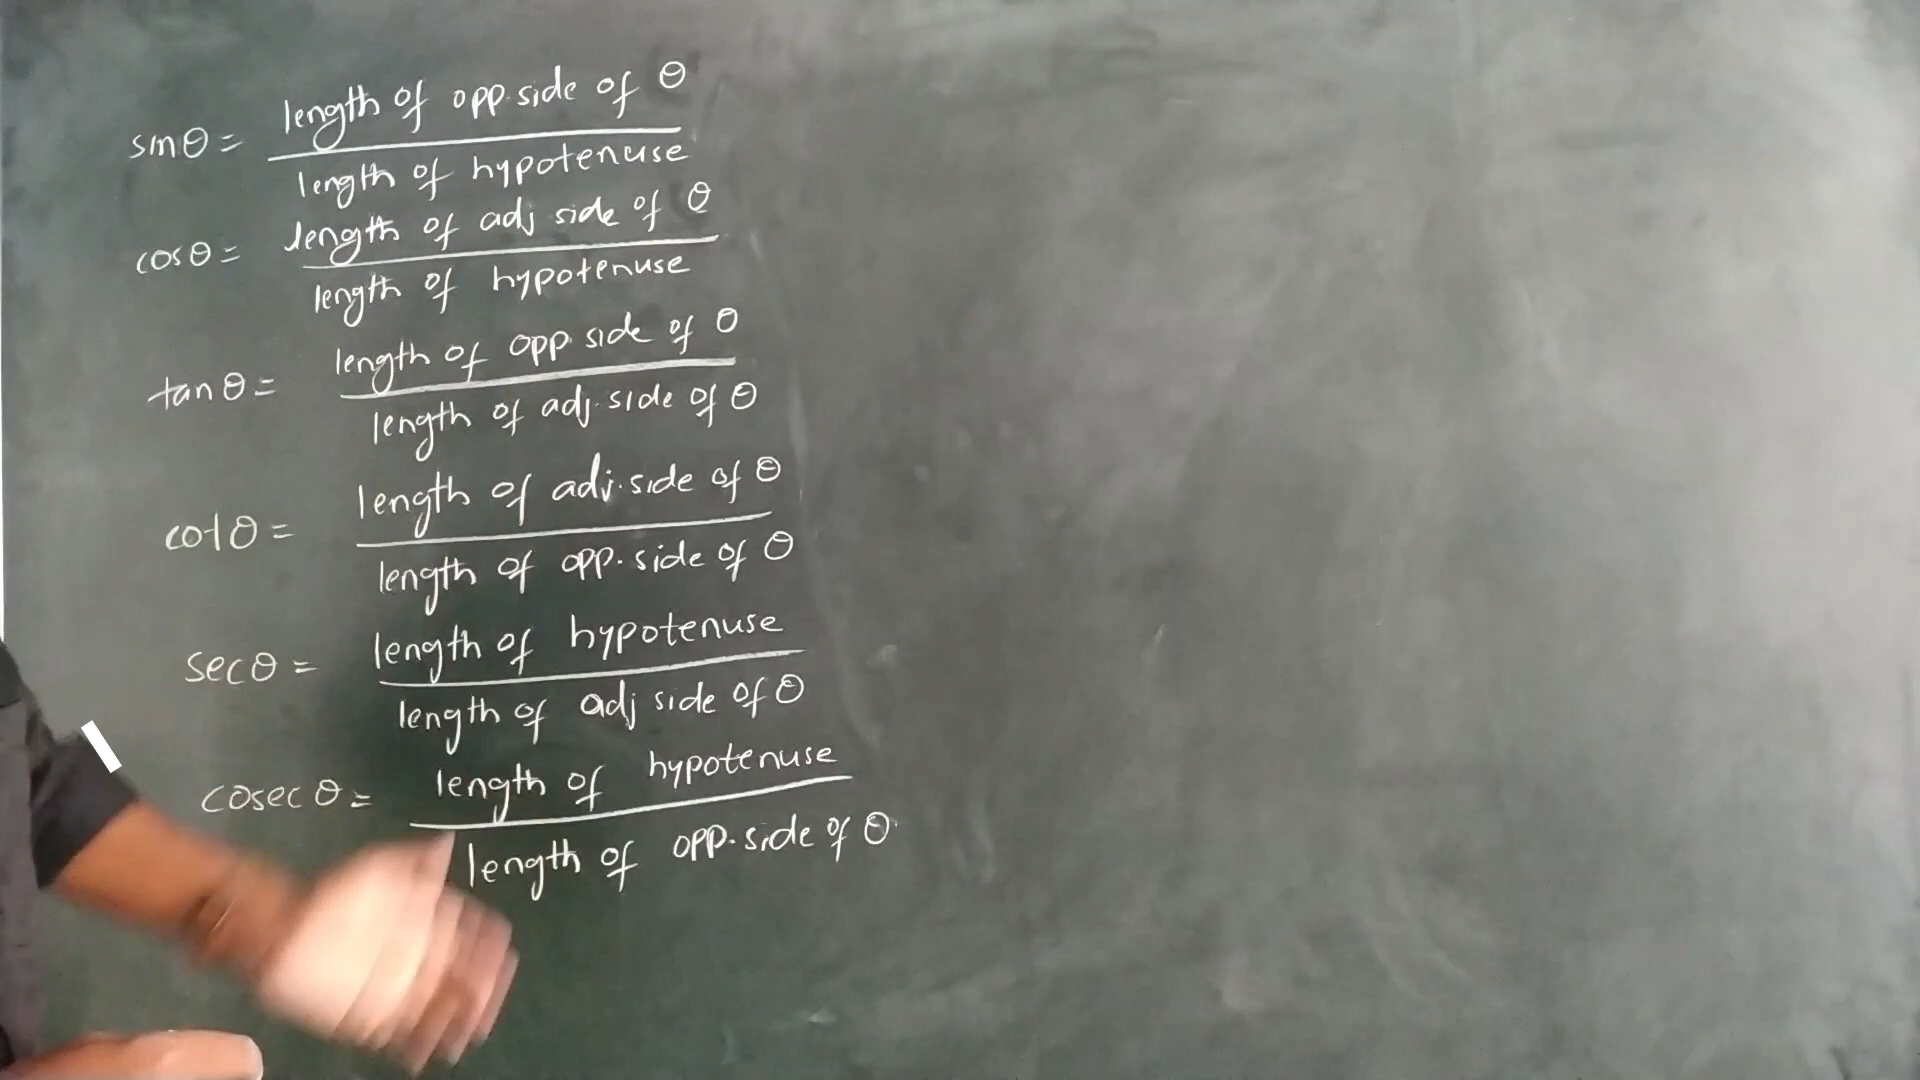 length of opp. side of θ
sinθ =
length of hypotenuse
length of adj side of θ
cosθ =
length of hypotenuse
length of opp. side of θ
tanθ =
length of adj. side of θ
length of adj. side of θ
cotθ =
length of opp. side of θ
length of hypotenuse
secθ =
length of adj side of θ
length of hypotenuse
cosecθ =
length of opp. side of θ.